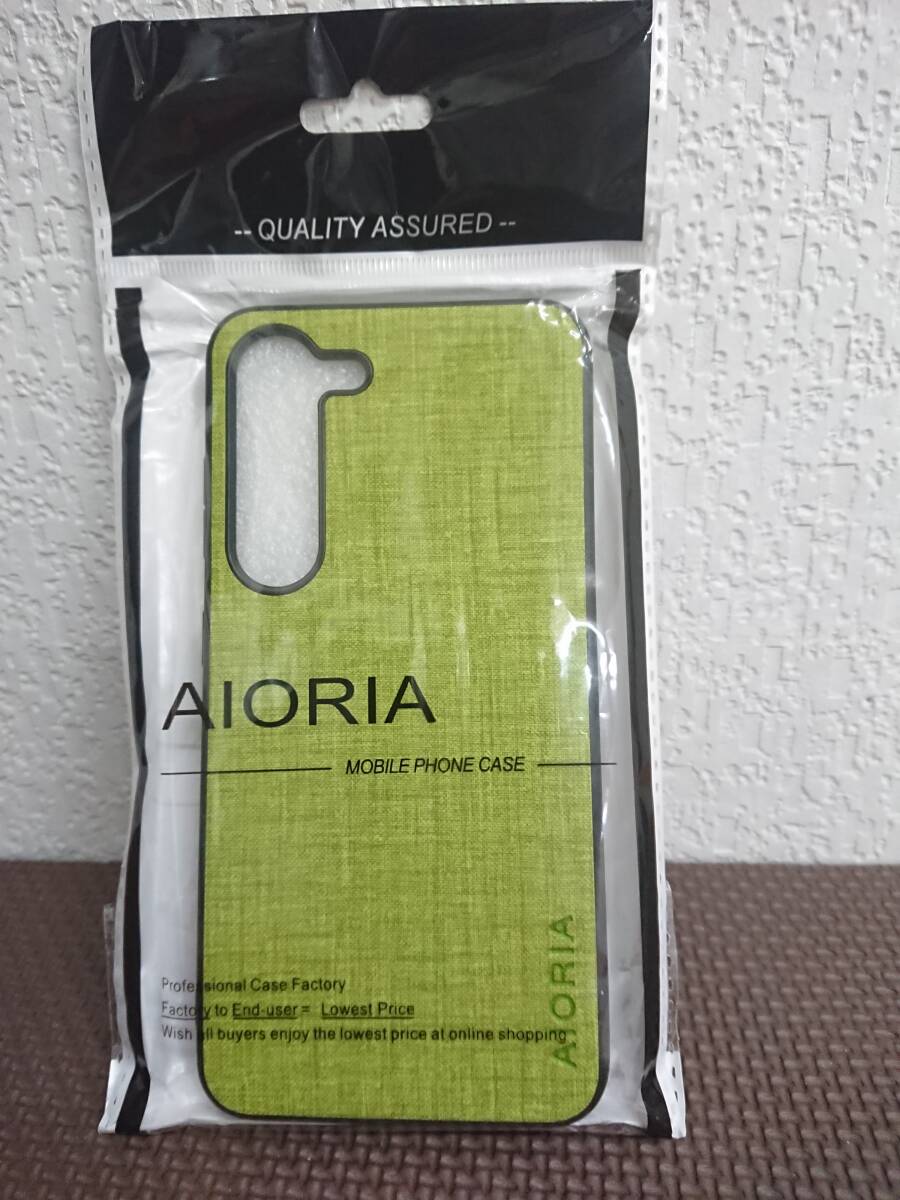 -- QUALITY ASSURED --
AIORIA
MOBILE PHONE CASE
AIORIA
Professional Case Factory
Factory to End-user = Lowest Price
Wish all buyers enjoy the lowest price at online shopping